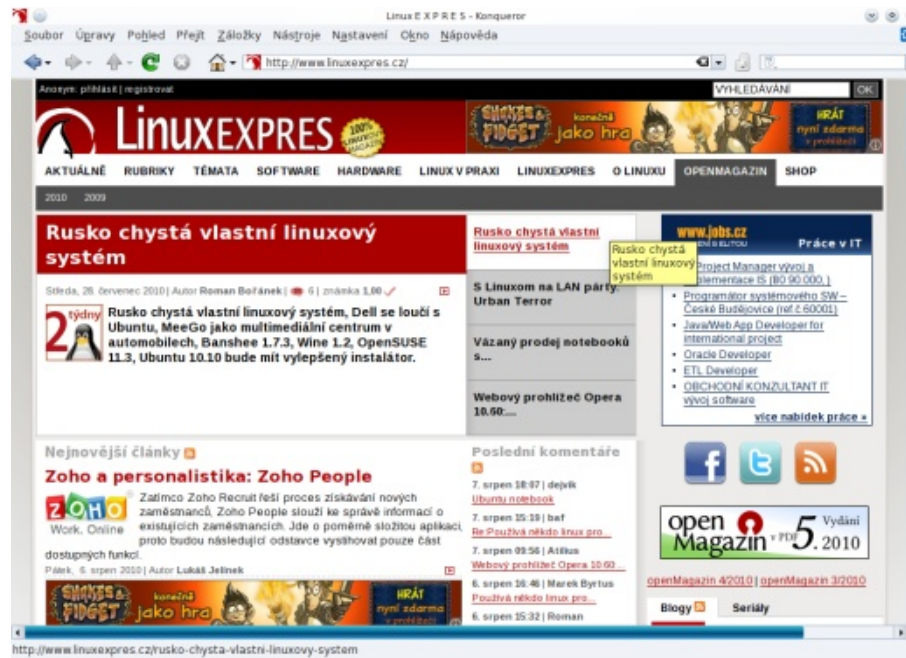 Linux E X P R E S - Konqueror
Soubor Úpravy Pohled Přejít Záložky Nástroje Nastavení Okno Nápověda
http://www.linuxexpres.cz/
Anonym: přihlásit | registrovat
VYHLEDÁVÁNÍ OK
LINUXEXPRES
100%
SHAKES & FIDGET
konečně
jako hra
HRÁT
nyní zdarma
v prohlížeči
AKTUÁLNĚ RUBRIKY TÉMATA SOFTWARE HARDWARE LINUX V PRAXI LINUXEXPRES O LINUXU OPENMAGAZIN SHOP
2010 2009
Rusko chystá vlastní linuxový
systém
Středa, 28. červenec 2010 | Autor Roman Bořánek | 6 | známka 1,00
2 týdny
Rusko chystá vlastní linuxový systém, Dell se loučí s
Ubuntu, MeeGo jako multimediální centrum v
automobilech, Banshee 1.7.3, Wine 1.2, OpenSUSE
11.3, Ubuntu 10.10 bude mít vylepšený instalátor.
Rusko chystá vlastní
linuxový systém
Rusko chystá
vlastní linuxový
systém
S Linuxom na LAN párty:
Urban Terror
Vázaný prodej notebooků
s...
Webový prohlížeč Opera
10.60:...
www.jobs.cz
S ELITOU
Práce v IT
Project Manager vývoj a
implementace IS (80 90.000, )
Programátor systémového SW –
České Budějovice (ref.č 60001)
Java/Web App Developer for
international project
Oracle Developer
ETL Developer
OBCHODNÍ KONZULTANT IT
vývoj software
více nabídek práce »
Nejnovější články
Zoho a personalistika: Zoho People
ZOHO
Work. Online
Zatímco Zoho Recruit řeší proces získávání nových
zaměstnanců, Zoho People slouží ke správě informací o
existujících zaměstnancích. Jde o poměrně složitou aplikaci,
proto budou následující odstavce vystihovat pouze část
dostupných funkcí.
Pátek, 6. srpen 2010 | Autor Lukáš Jelínek
SHAKES & FIDGET
konečně
jako hra
HRÁT
nyní zdarma
v prohlížeči
Poslední komentáře
7. srpen 18:07 | dejvik
Ubuntu notebook
7. srpen 15:19 | baf
Re:Používá někdo linux pro...
7. srpen 09:56 | Atilius
Webový prohlížeč Opera 10.60:...
6. srpen 16:46 | Marek Byrtus
Používá někdo linux pro...
6. srpen 15:32 | Roman
open
Magazin v PDF 5. Vydání
2010
openMagazin 4/2010 | openMagazin 3/2010
Blogy Seriály
http://www.linuxexpres.cz/rusko-chysta-vlastni-linuxovy-system